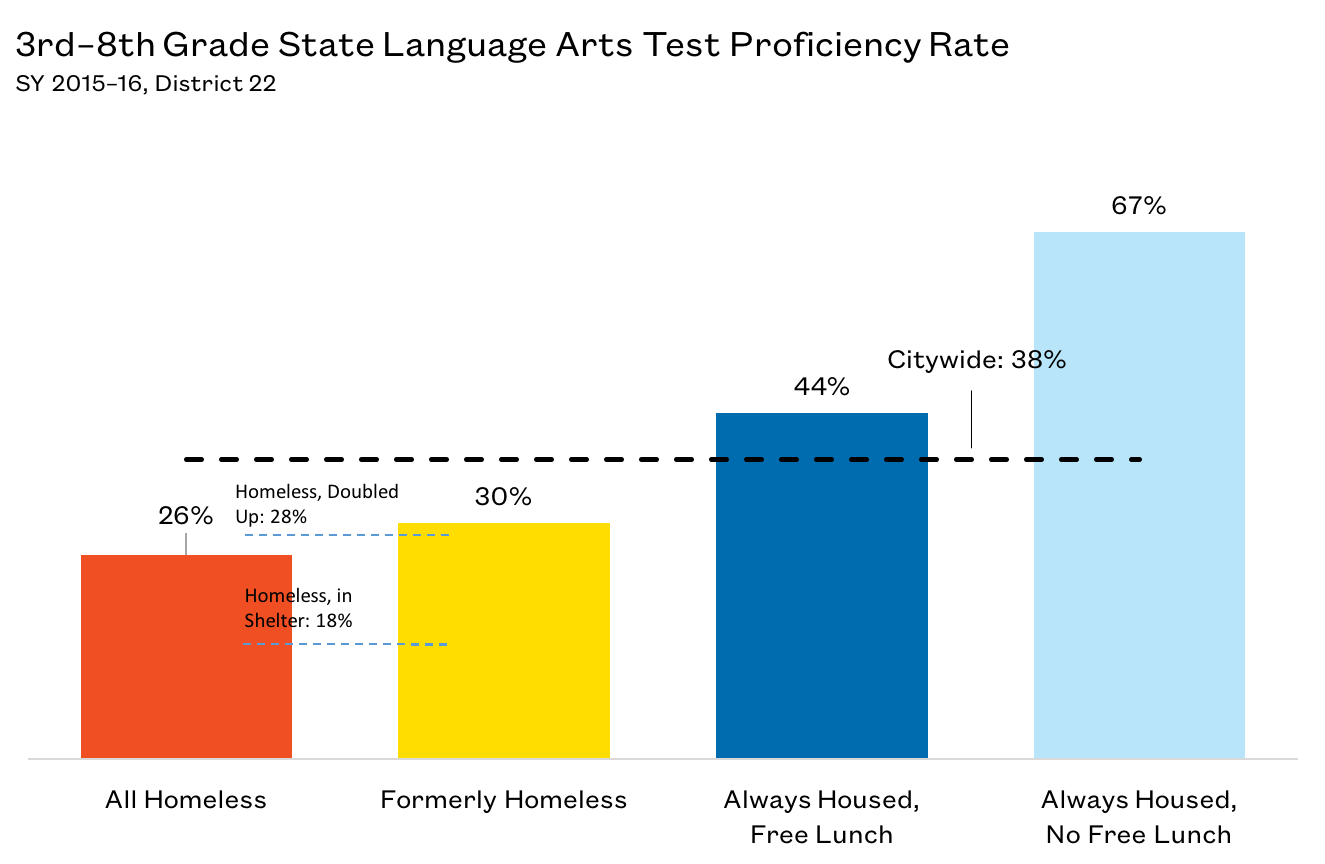 3rd–8th Grade State Language Arts Test Proficiency Rate
SY 2015–16, District 22
67%
Citywide: 38%
44%
Homeless, Doubled
Up: 28%
30%
26%
Homeless, in
Shelter: 18%
All Homeless
Formerly Homeless
Always Housed,
Free Lunch
Always Housed,
No Free Lunch